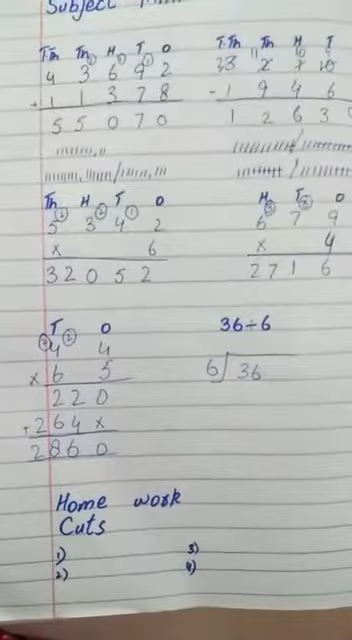 Subject
T.Th Th H T O
4 3 6 9 2
+ 1 1 3 7 8
5 5 0 7 0
T.Th Th H T
- 1 9 4 6
1 2 6 3 0
Th H T O
5 3 4 2
x 6
3 2 0 5 2
H T O
6 7 9
x 4
2 7 1 6
T O
4 4
x 6 5
2 2 0
+ 2 6 4 x
2 8 6 0
36÷6
6 36
Home work
Cuts
1) 3)
2) 4)